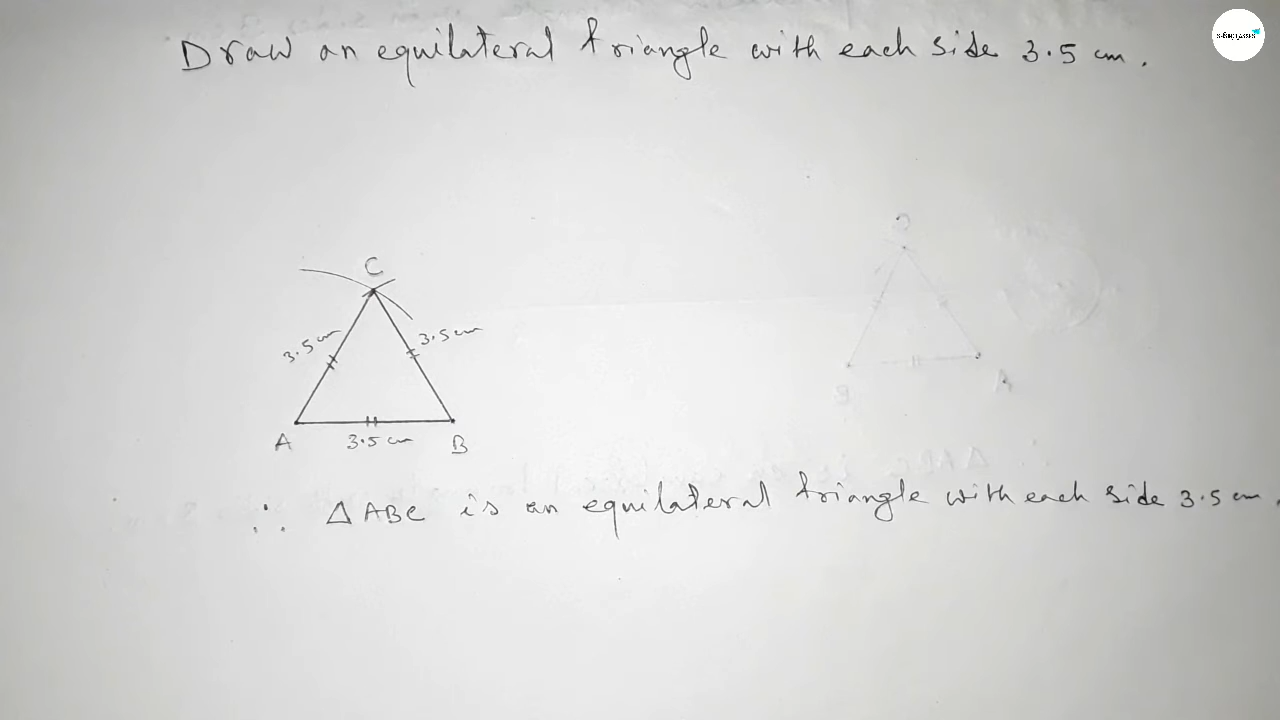 Draw an equilateral triangle with each side 3.5 cm.
C
3.5 cm
3.5 cm
A
3.5 cm
B
∴ △ABC is an equilateral triangle with each side 3.5 cm.